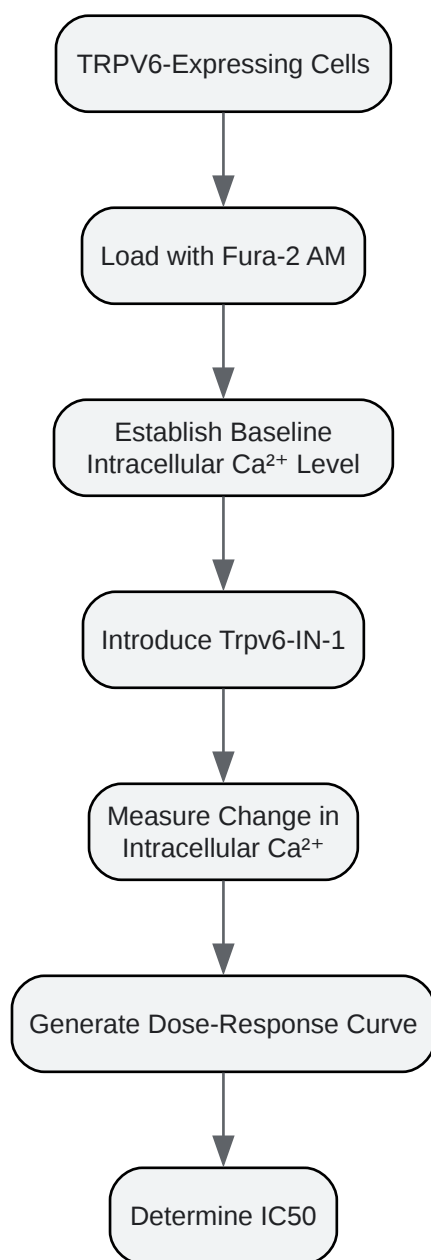 TRPV6-Expressing Cells
Load with Fura-2 AM
Establish Baseline
Intracellular Ca²⁺ Level
Introduce Trpv6-IN-1
Measure Change in
Intracellular Ca²⁺
Generate Dose-Response Curve
Determine IC50